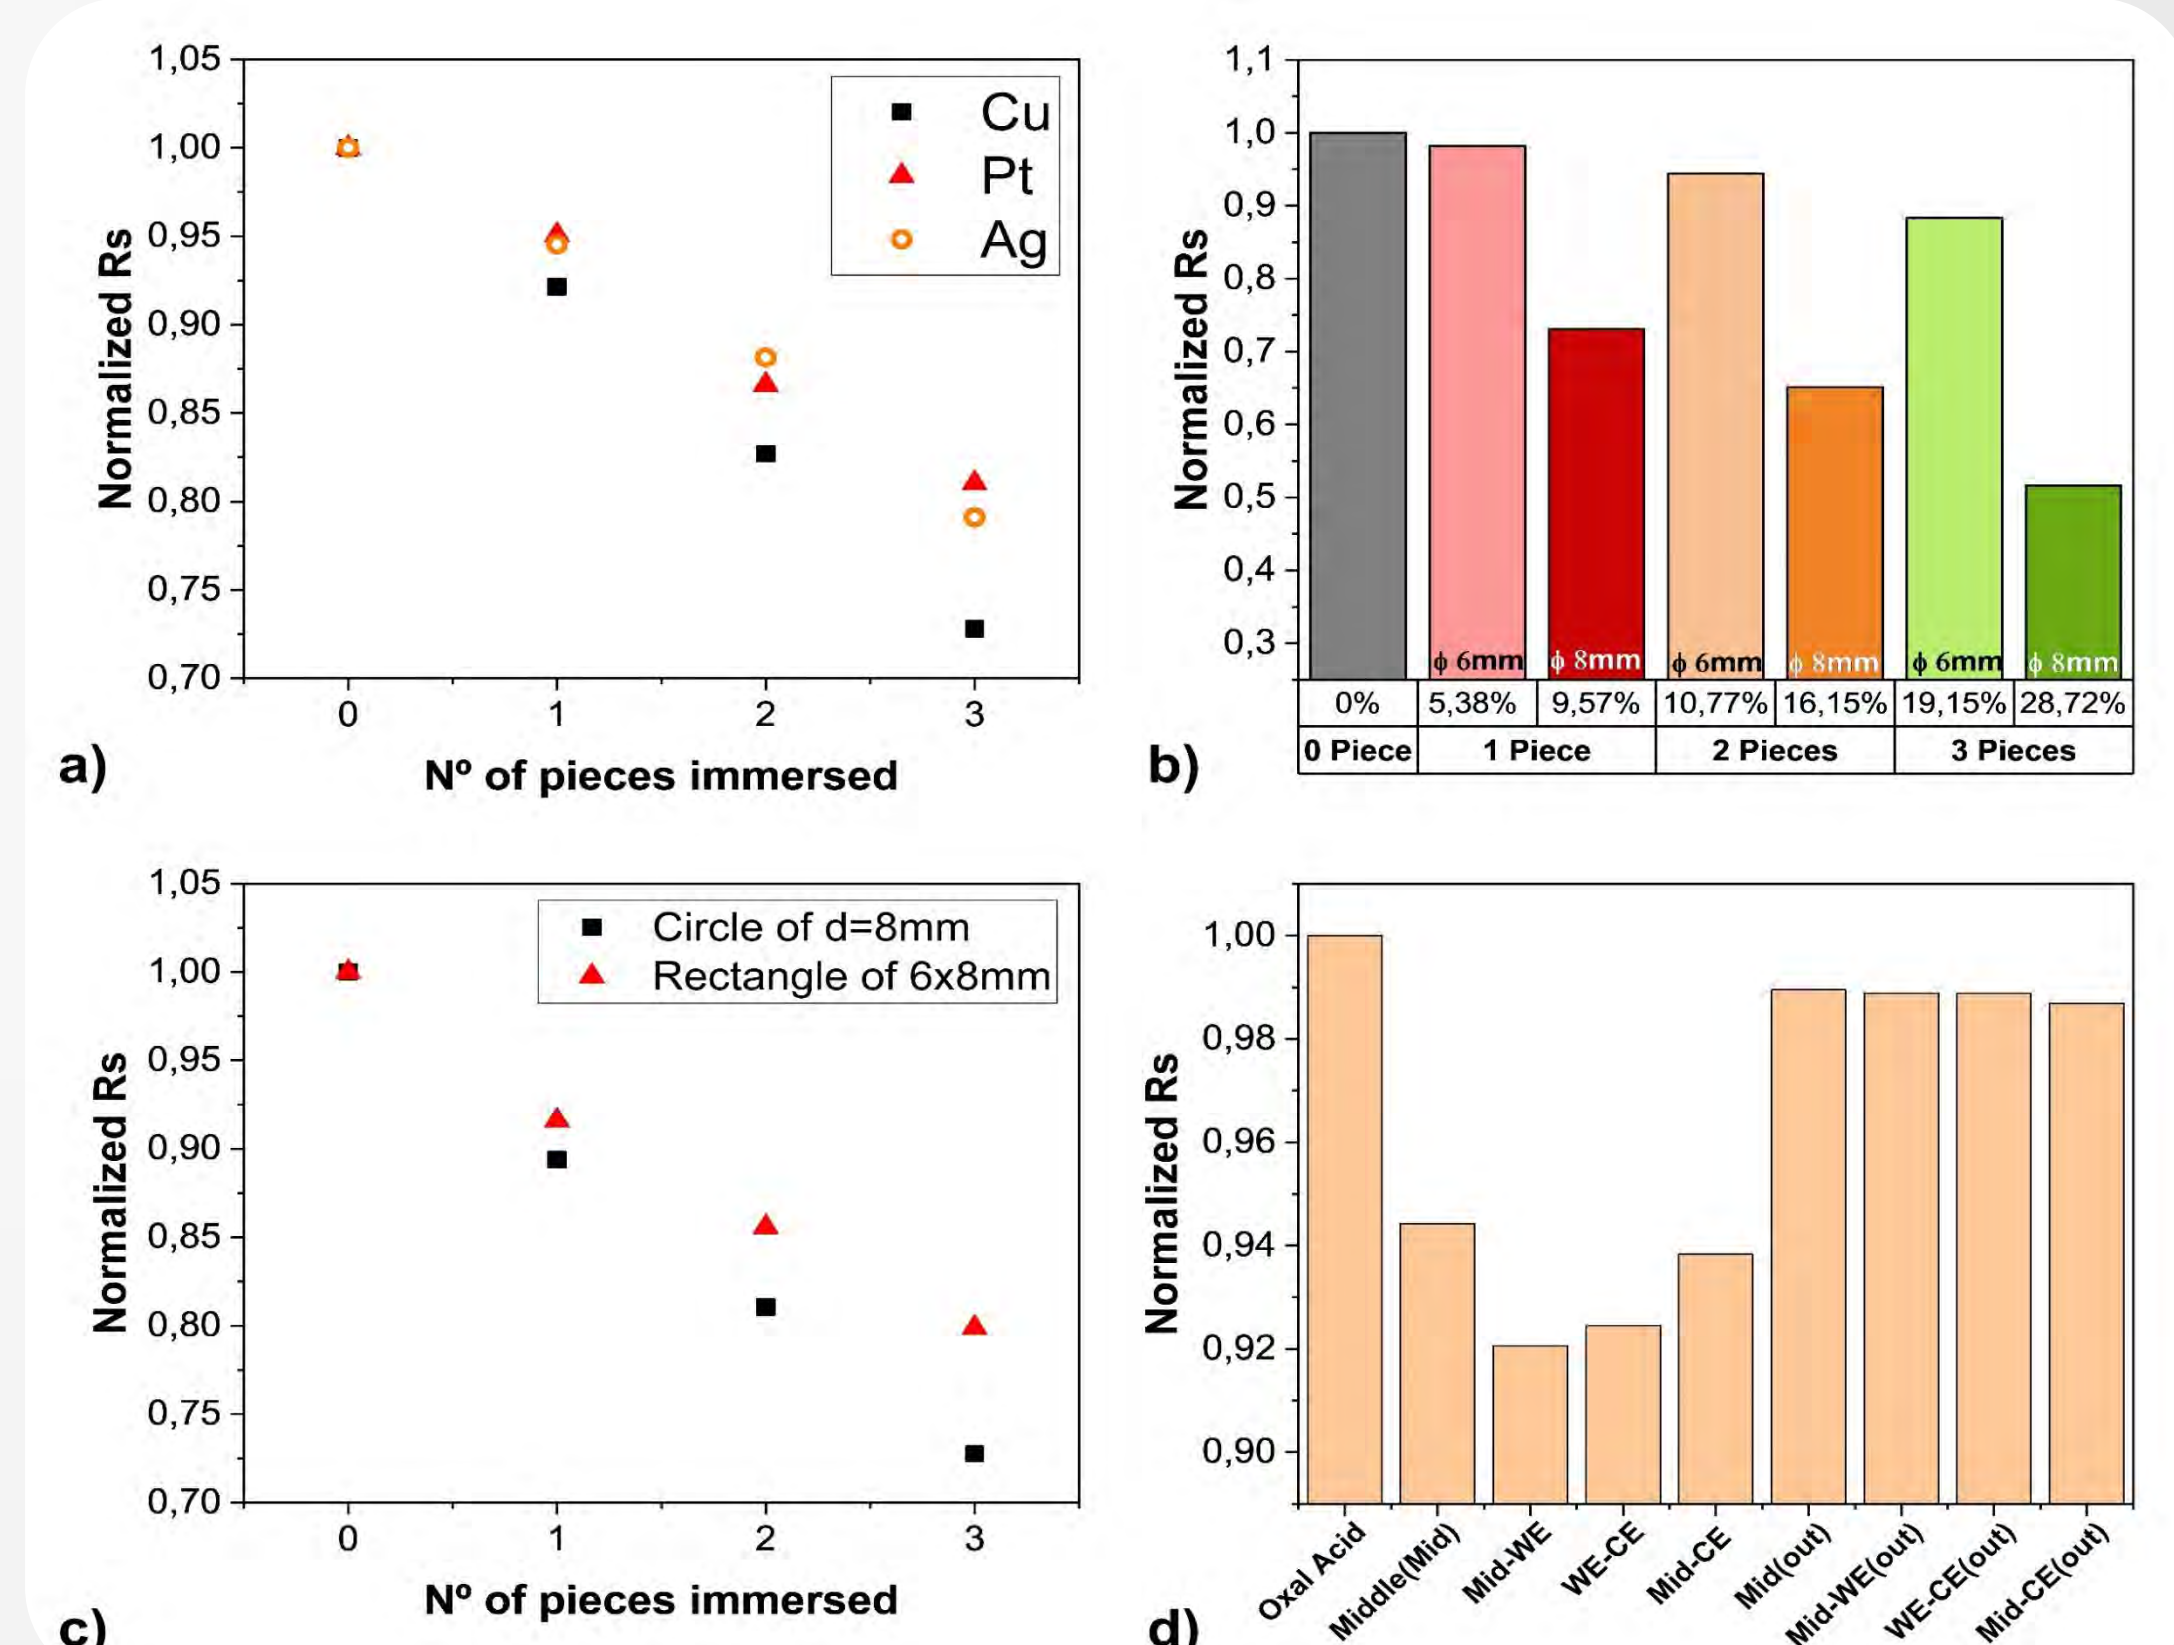 1,05
1,00
0,95
0,90
0,85
0,80
0,75
0,70
Normalized Rs
Cu
Pt
Ag
0 1 2 3
Nº of pieces immersed
a)
1,1
1,0
0,9
0,8
0,7
0,6
0,5
0,4
0,3
Normalized Rs
ϕ 6mm ϕ 8mm ϕ 6mm ϕ 8mm ϕ 6mm ϕ 8mm
0% 5,38% 9,57% 10,77% 16,15% 19,15% 28,72%
0 Piece 1 Piece 2 Pieces 3 Pieces
b)
1,05
1,00
0,95
0,90
0,85
0,80
0,75
0,70
Normalized Rs
Circle of d=8mm
Rectangle of 6x8mm
0 1 2 3
Nº of pieces immersed
c)
1,00
0,98
0,96
0,94
0,92
0,90
Normalized Rs
Oxal Acid
Middle(Mid)
Mid-WE
WE-CE
Mid-CE
Mid(out)
Mid-WE(out)
WE-CE(out)
Mid-CE(out)
d)